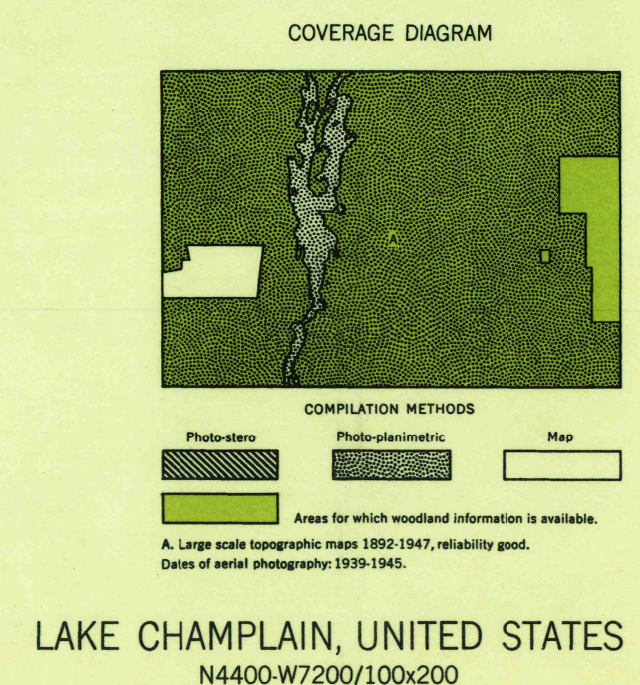 COVERAGE DIAGRAM
A
COMPILATION METHODS
Photo-stero Photo-planimetric Map
Areas for which woodland information is available.
A. Large scale topographic maps 1892-1947, reliability good.
Dates of aerial photography: 1939-1945.
LAKE CHAMPLAIN, UNITED STATES
N4400-W7200/100x200